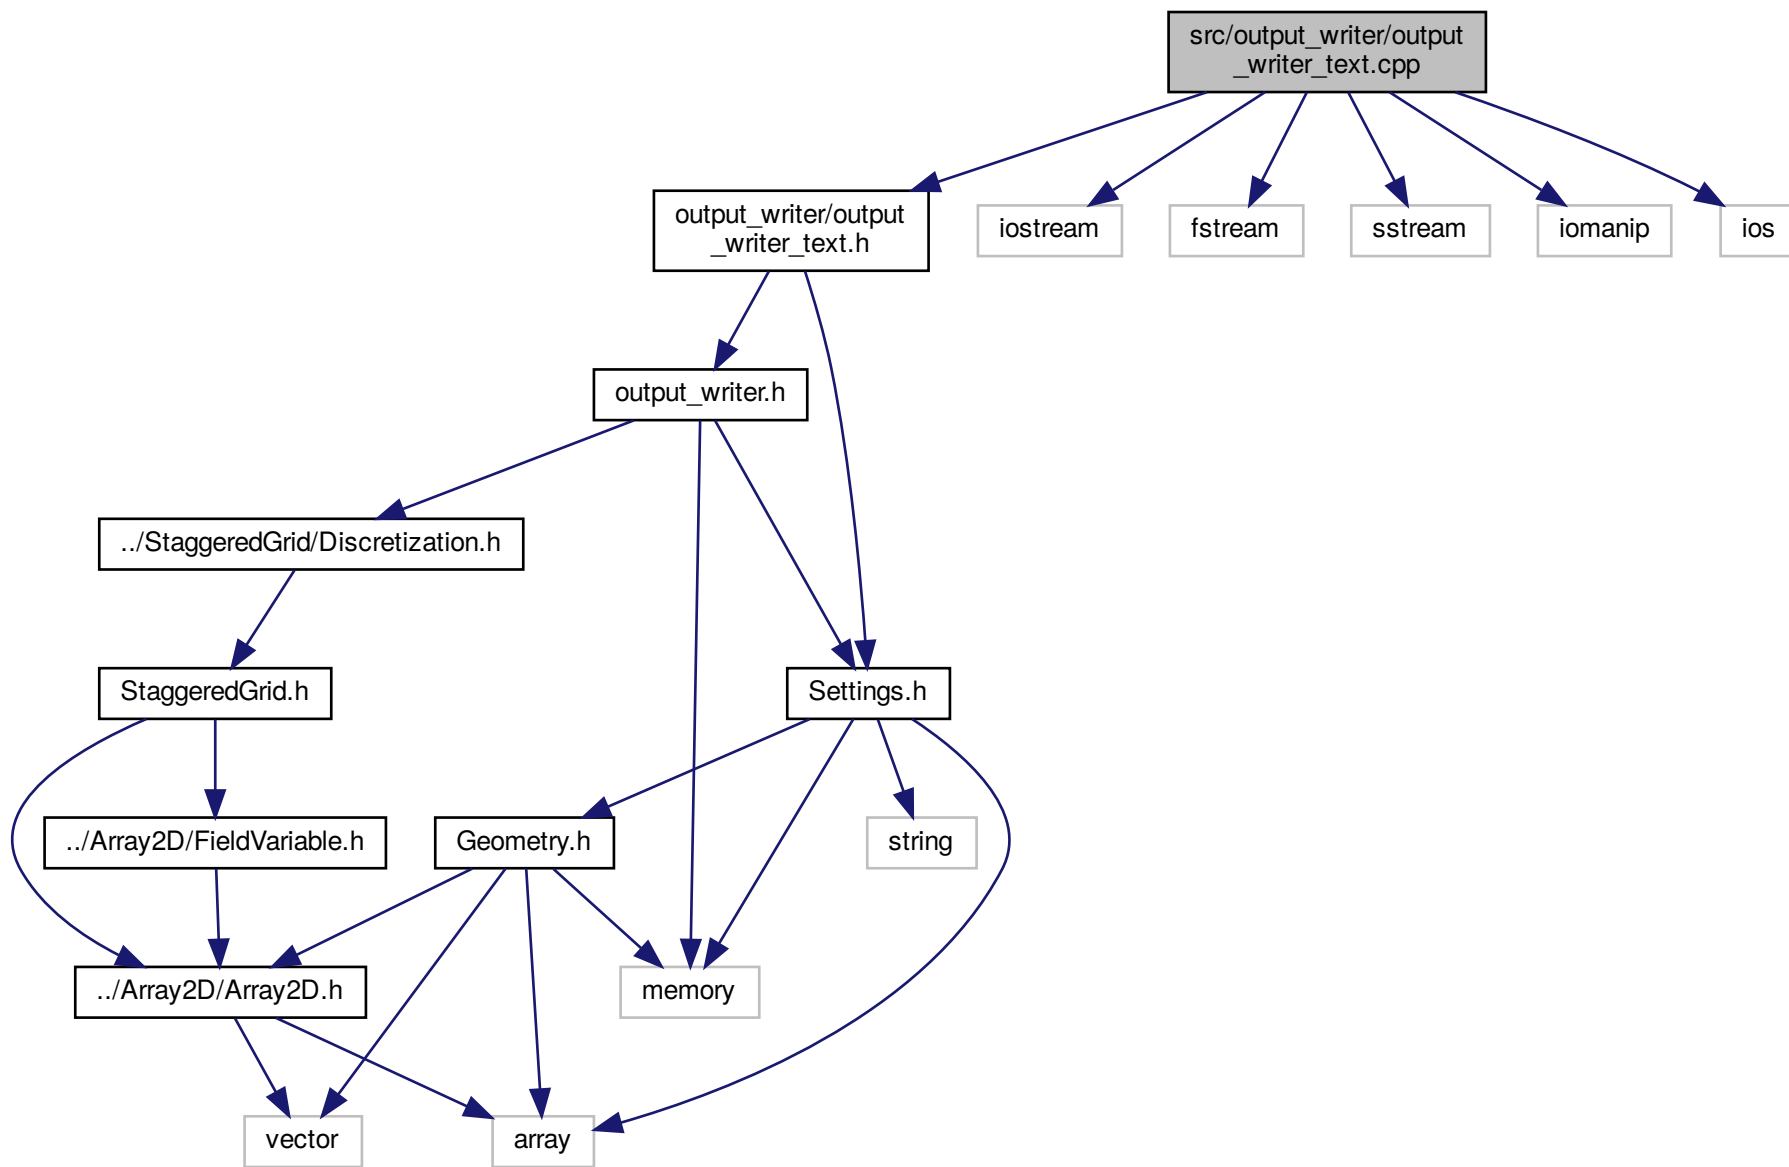 src/output_writer/output
_writer_text.cpp
output_writer/output
_writer_text.h
iostream
fstream
sstream
iomanip
ios
output_writer.h
../StaggeredGrid/Discretization.h
StaggeredGrid.h
Settings.h
../Array2D/FieldVariable.h
Geometry.h
string
../Array2D/Array2D.h
memory
vector
array